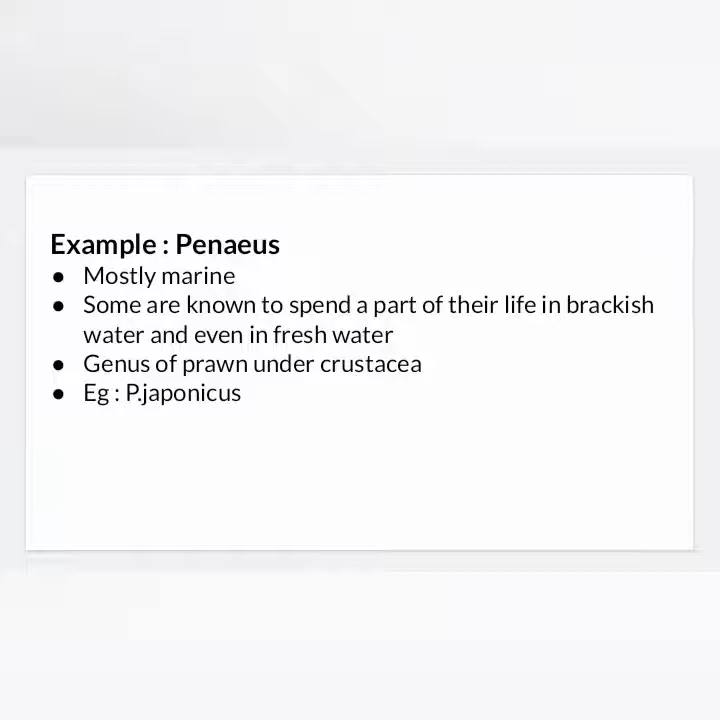 Example : Penaeus
● Mostly marine
● Some are known to spend a part of their life in brackish
water and even in fresh water
● Genus of prawn under crustacea
● Eg : P.japonicus